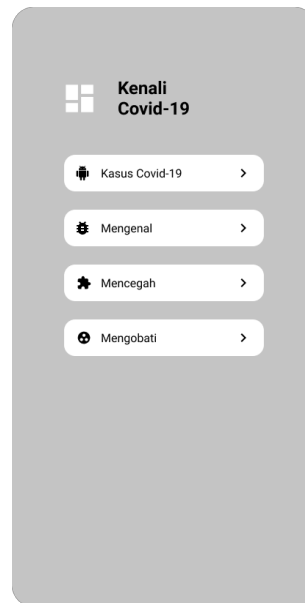 Kenali
Covid-19
Kasus Covid-19
Mengenal
Mencegah
Mengobati